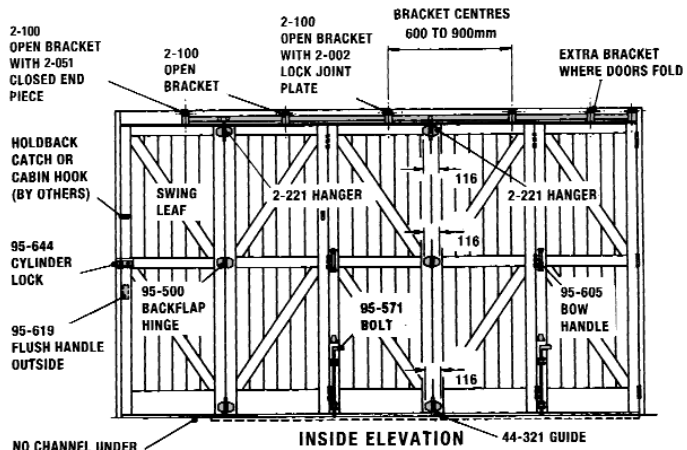 2-100
OPEN BRACKET
WITH 2-051
CLOSED END
PIECE
2-100
OPEN
BRACKET
2-100
OPEN
BRACKET
WITH 2-002
LOCK JOINT
PLATE
BRACKET CENTRES
600 TO 900mm
EXTRA BRACKET
WHERE DOORS FOLD
HOLDBACK
CATCH OR
CABIN HOOK
(BY OTHERS)
SWING
LEAF
2-221 HANGER
116
2-221 HANGER
116
95-644
CYLINDER
LOCK
95-500
BACKFLAP
HINGE
95-571
BOLT
95-605
BOW
HANDLE
95-619
FLUSH HANDLE
OUTSIDE
116
NO CHANNEL UNDER
INSIDE ELEVATION
44-321 GUIDE